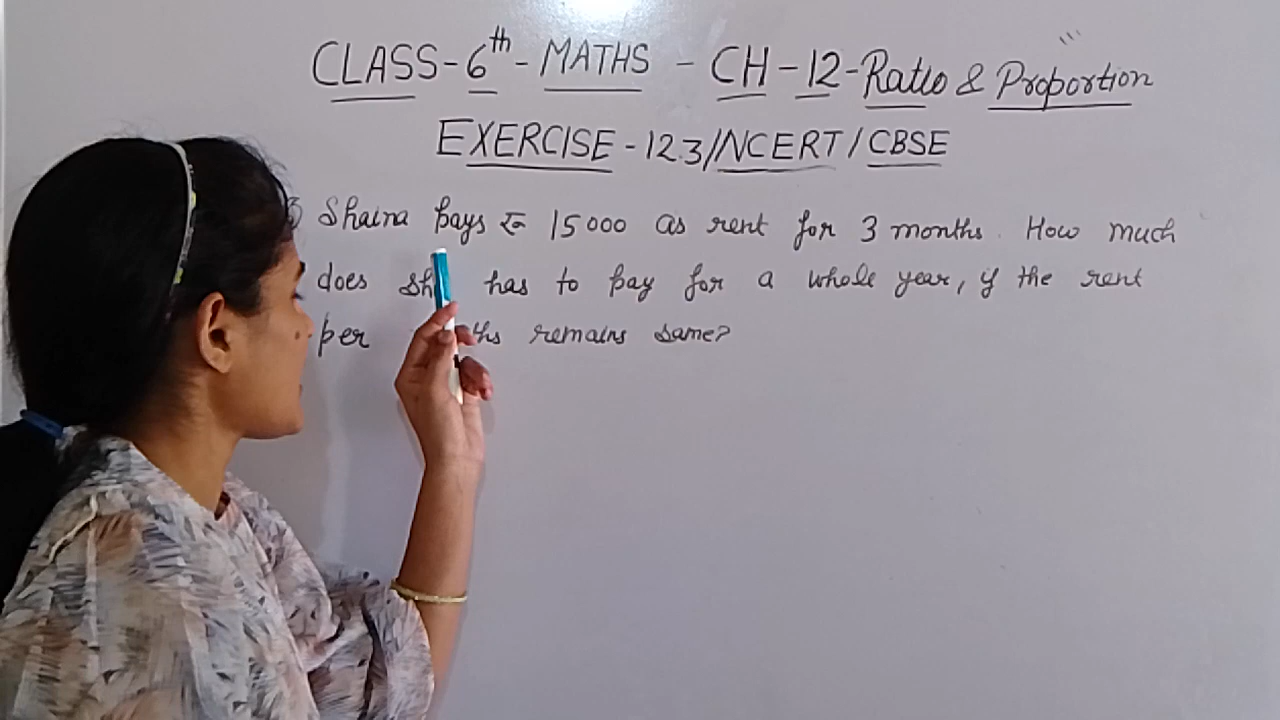 CLASS-6th-MATHS - CH-12-Ratio & Proportion
EXERCISE-12.3/NCERT/CBSE
Shaina pays ₹ 15000 as rent for 3 months. How much
does has to pay for a whole year, if the rent
per remains same?